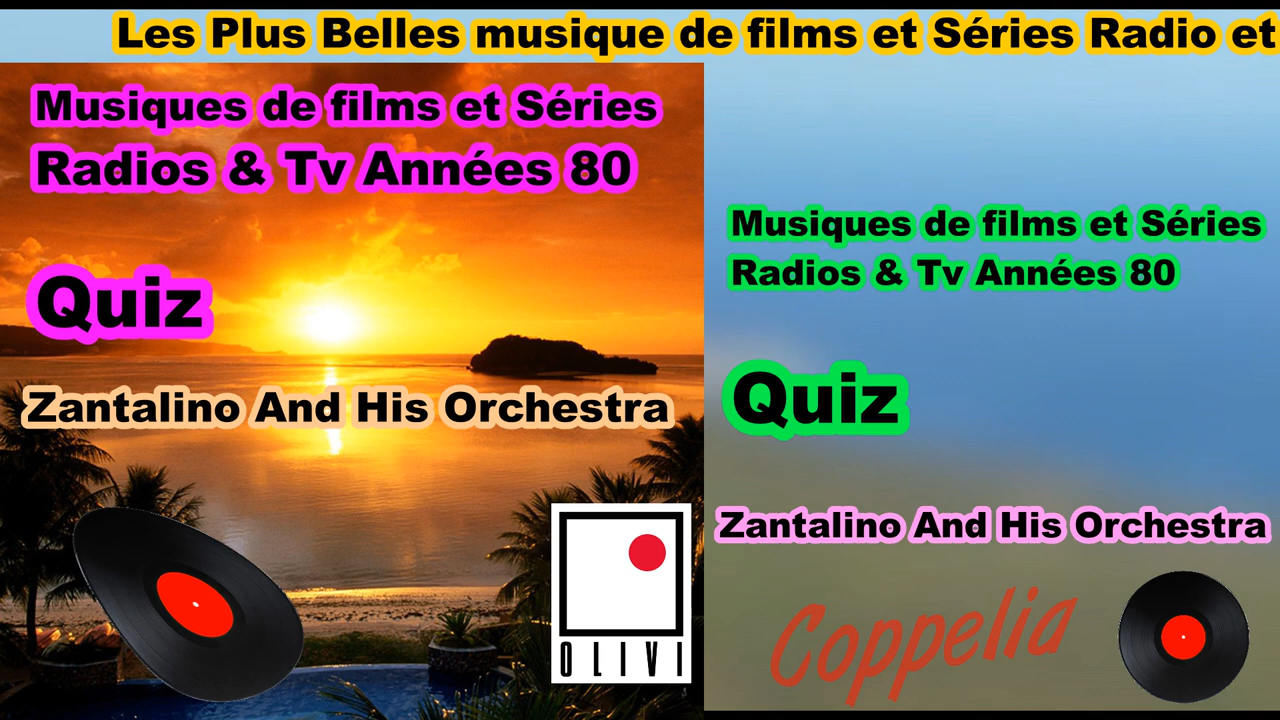 Les Plus Belles musique de films et Séries Radio et
Musiques de films et Séries
Radios & Tv Années 80
Quiz
Zantalino And His Orchestra
OLIVI
Musiques de films et Séries
Radios & Tv Années 80
Quiz
Zantalino And His Orchestra
Coppelia